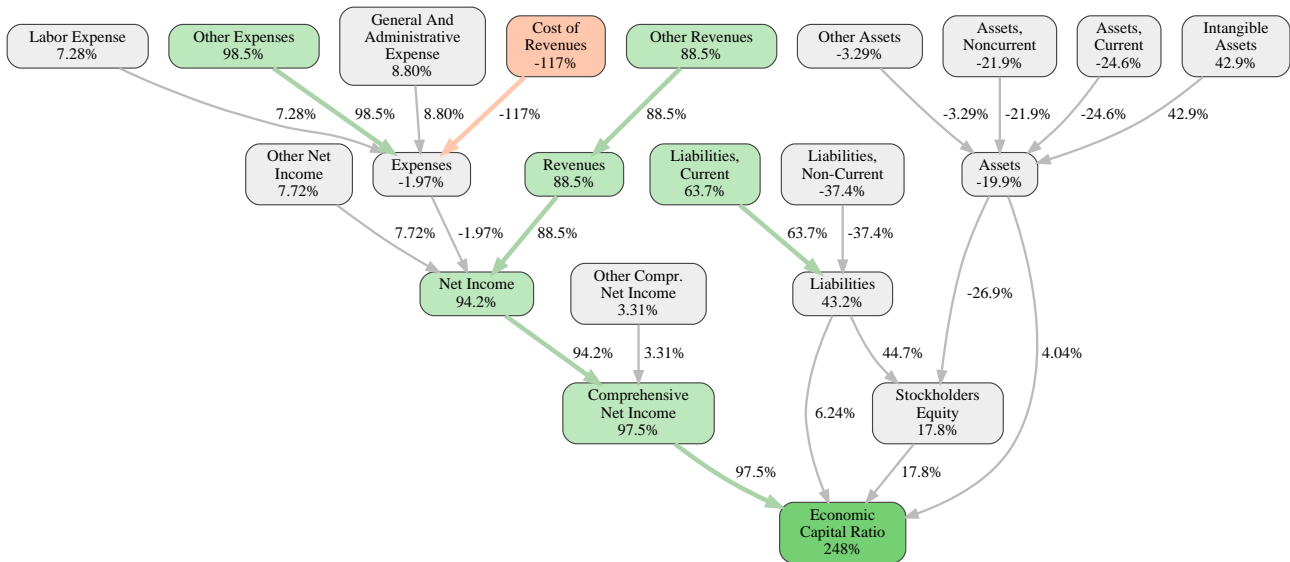 Labor Expense
7.28%
Other Expenses
98.5%
General And
Administrative
Expense
8.80%
Cost of
Revenues
-117%
Other Revenues
88.5%
Other Assets
-3.29%
Assets,
Noncurrent
-21.9%
Assets,
Current
-24.6%
Intangible
Assets
42.9%
7.28%
98.5%
8.80%
-117%
88.5%
-3.29%
-21.9%
-24.6%
42.9%
Other Net
Income
7.72%
Expenses
-1.97%
Revenues
88.5%
Liabilities,
Current
63.7%
Liabilities,
Non-Current
-37.4%
Assets
-19.9%
7.72%
-1.97%
88.5%
63.7%
-37.4%
Net Income
94.2%
Other Compr.
Net Income
3.31%
Liabilities
43.2%
-26.9%
94.2%
3.31%
44.7%
4.04%
Comprehensive
Net Income
97.5%
6.24%
Stockholders
Equity
17.8%
97.5%
17.8%
Economic
Capital Ratio
248%